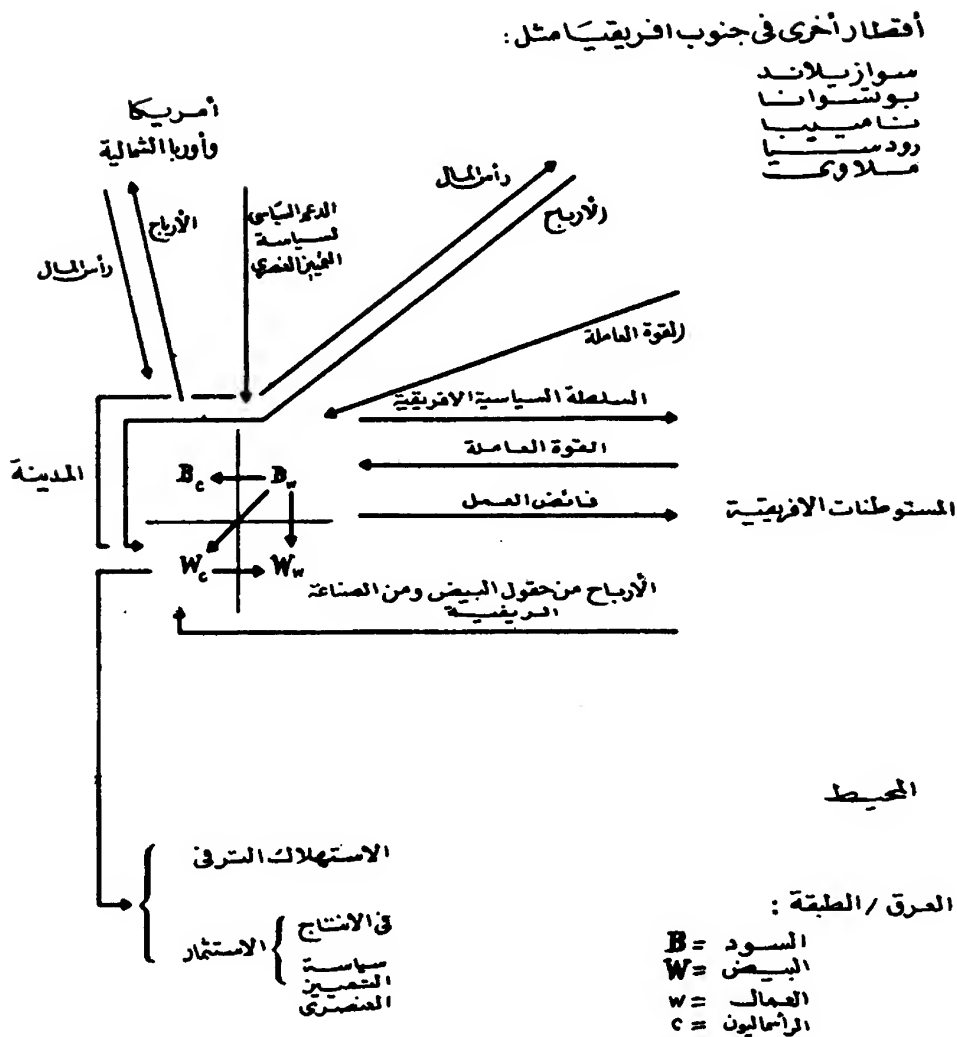 أقطار أخرى في جنوب افريقيا مثل :
سوازيلاند
بوتسوانا
ناميبيا
رودسيا
ملاوي
أمريكا
وأوربا الشمالية
رأس المال
الأرباح
الدعم السياسي
لسياسة
التمييز العنصري
رأس المال
الأرباح
القوة العاملة
السلطة السياسية الافريقية
القوة العاملة
فائض العمل
المستوطنات الافريقية
المدينة
Bc Bw
Wc Ww
الأرباح من حقول البيض ومن الصناعة
الريفية
المحيط
الاستهلاك الترفي
الاستثمار
في الانتاج
سياسة
التمييز
العنصري
العرق / الطبقة :
السود = B
البيض = W
العمال = w
الرأسماليون = c